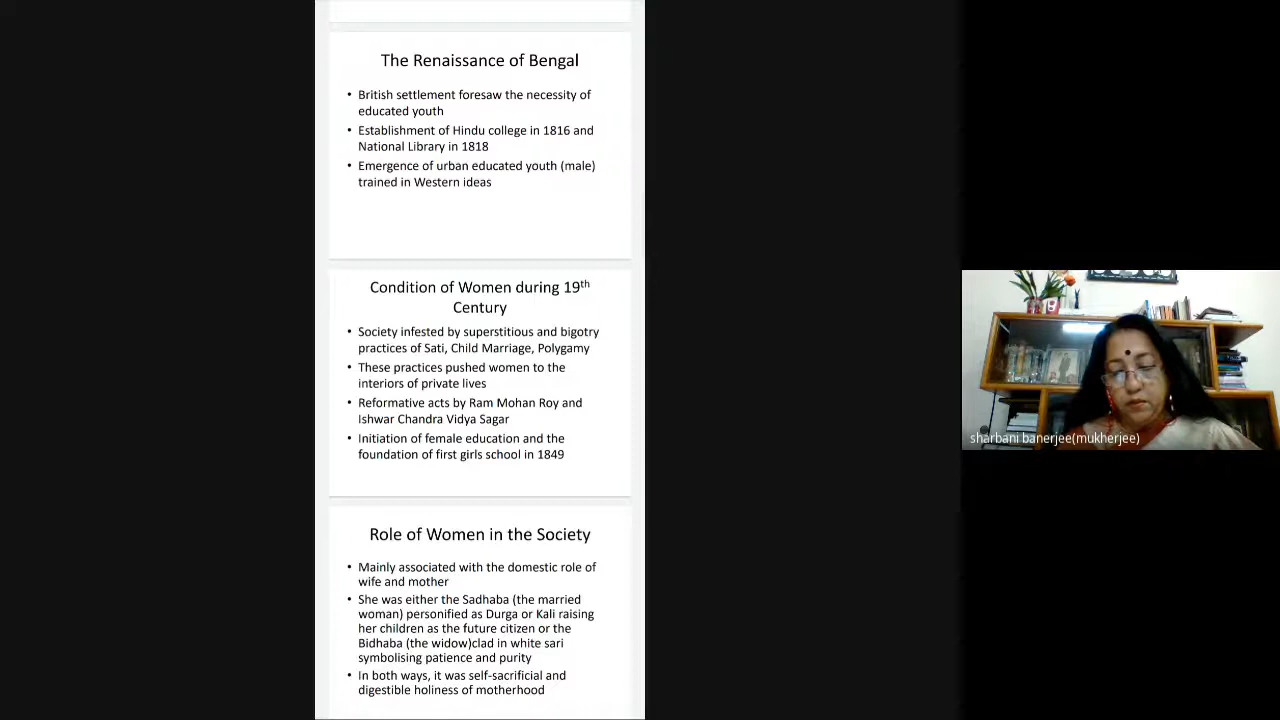 The Renaissance of Bengal
• British settlement foresaw the necessity of
educated youth
• Establishment of Hindu college in 1816 and
National Library in 1818
• Emergence of urban educated youth (male)
trained in Western ideas
Condition of Women during 19th
Century
• Society infested by superstitious and bigotry
practices of Sati, Child Marriage, Polygamy
• These practices pushed women to the
interiors of private lives
• Reformative acts by Ram Mohan Roy and
Ishwar Chandra Vidya Sagar
• Initiation of female education and the
foundation of first girls school in 1849
Role of Women in the Society
• Mainly associated with the domestic role of
wife and mother
• She was either the Sadhaba (the married
woman) personified as Durga or Kali raising
her children as the future citizen or the
Bidhaba (the widow)clad in white sari
symbolising patience and purity
• In both ways, it was self-sacrificial and
digestible holiness of motherhood
sharbani banerjee(mukherjee)